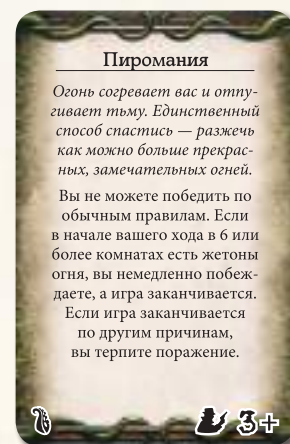 Пиромания
Огонь согревает вас и отпу-
гивает тьму. Единственный
способ спастись — разжечь
как можно больше прекрас-
ных, замечательных огней.
Вы не можете победить по
обычным правилам. Если
в начале вашего хода в 6 или
более комнатах есть жетоны
огня, вы немедленно побеж-
даете, а игра заканчивается.
Если игра заканчивается
по другим причинам,
вы терпите поражение.
3+